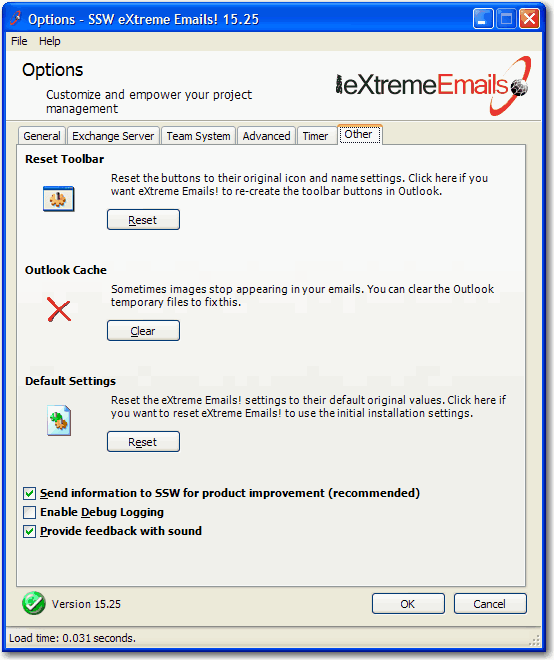 Options - SSW eXtreme Emails! 15.25
File Help
Options
Customize and empower your project
management
SSW eXtremeEmails
General Exchange Server Team System Advanced Timer Other
Reset Toolbar
Reset the buttons to their original icon and name settings. Click here if you
want eXtreme Emails! to re-create the toolbar buttons in Outlook.
Reset
Outlook Cache
Sometimes images stop appearing in your emails. You can clear the Outlook
temporary files to fix this.
Clear
Default Settings
Reset the eXtreme Emails! settings to their default original values. Click here if
you want to reset eXtreme Emails! to use the initial installation settings.
Reset
Send information to SSW for product improvement (recommended)
Enable Debug Logging
Provide feedback with sound
Version 15.25
OK
Cancel
Load time: 0.031 seconds.